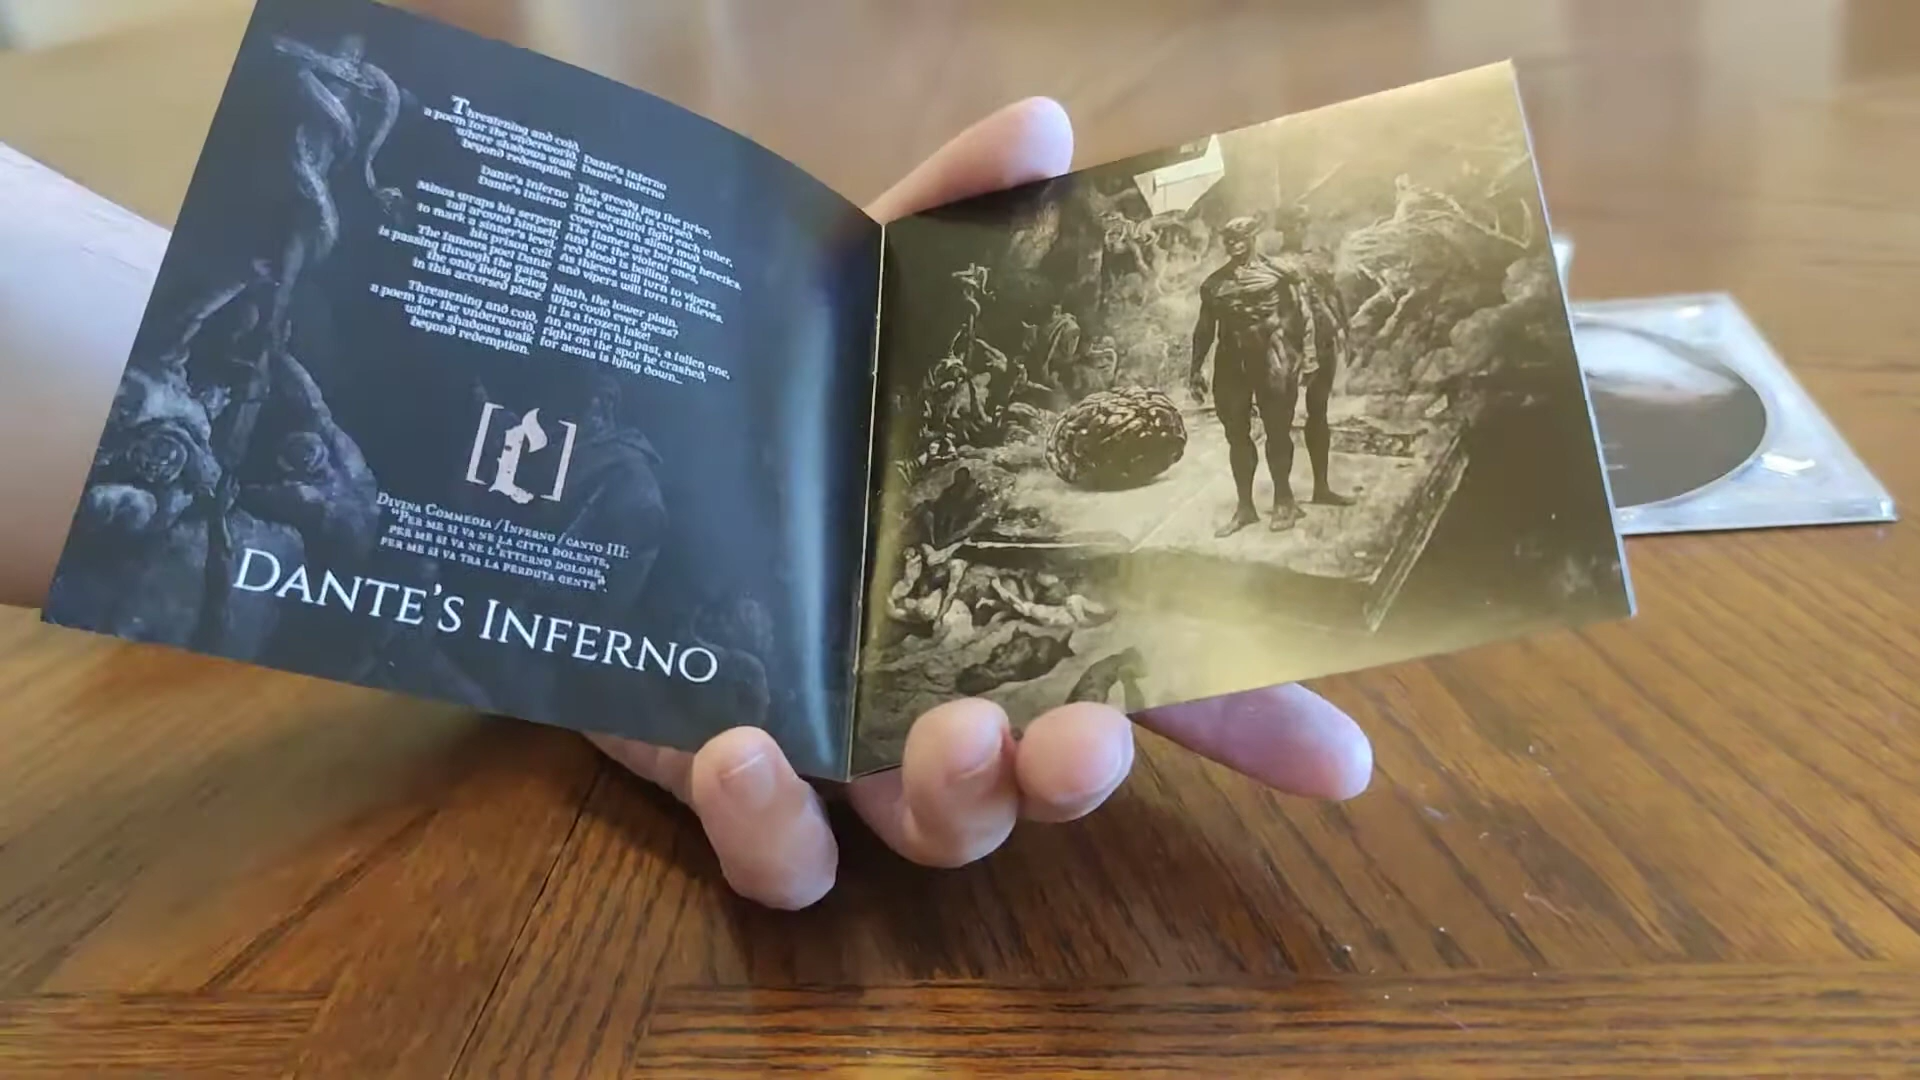 Threatening and cold,
a poem for the underworld,
where shadows walk
beyond redemption.
Dante's Inferno
Dante's Inferno
Minos wraps his serpent
tail around himself,
to mark a sinner's level,
his prison cell.
The famous poet Dante
is passing through the gates,
the only living being
in this accursed place.
Threatening and cold,
a poem for the underworld,
where shadows walk
beyond redemption.
Dante's Inferno
Dante's Inferno
The greedy pay the price,
their wealth is cursed.
The wrathful fight each other,
covered with slimy mud.
The flames are burning heretics.
And for the violent ones,
red blood is boiling.
As thieves will turn to vipers
and vipers will turn to thieves.
Ninth, the lower plain.
Who could ever guess?
It is a frozen lake!
An angel in his past, a fallen one,
right on the spot he crashed,
for aeons is lying down...
[r]
Divina Commedia / Inferno / canto III:
"Per me si va ne la citta dolente,
per me si va ne l'etterno dolore,
per me si va tra la perduta gente".
Dante's Inferno